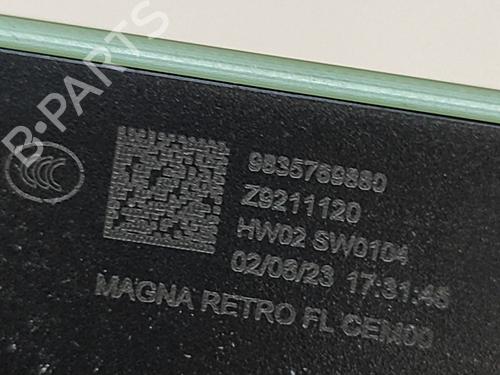 B-PARTS
9835769880
Z9211120
HW02 SW0104
02/06/23 17:31:45
MAGNA RETRO FL CEM00